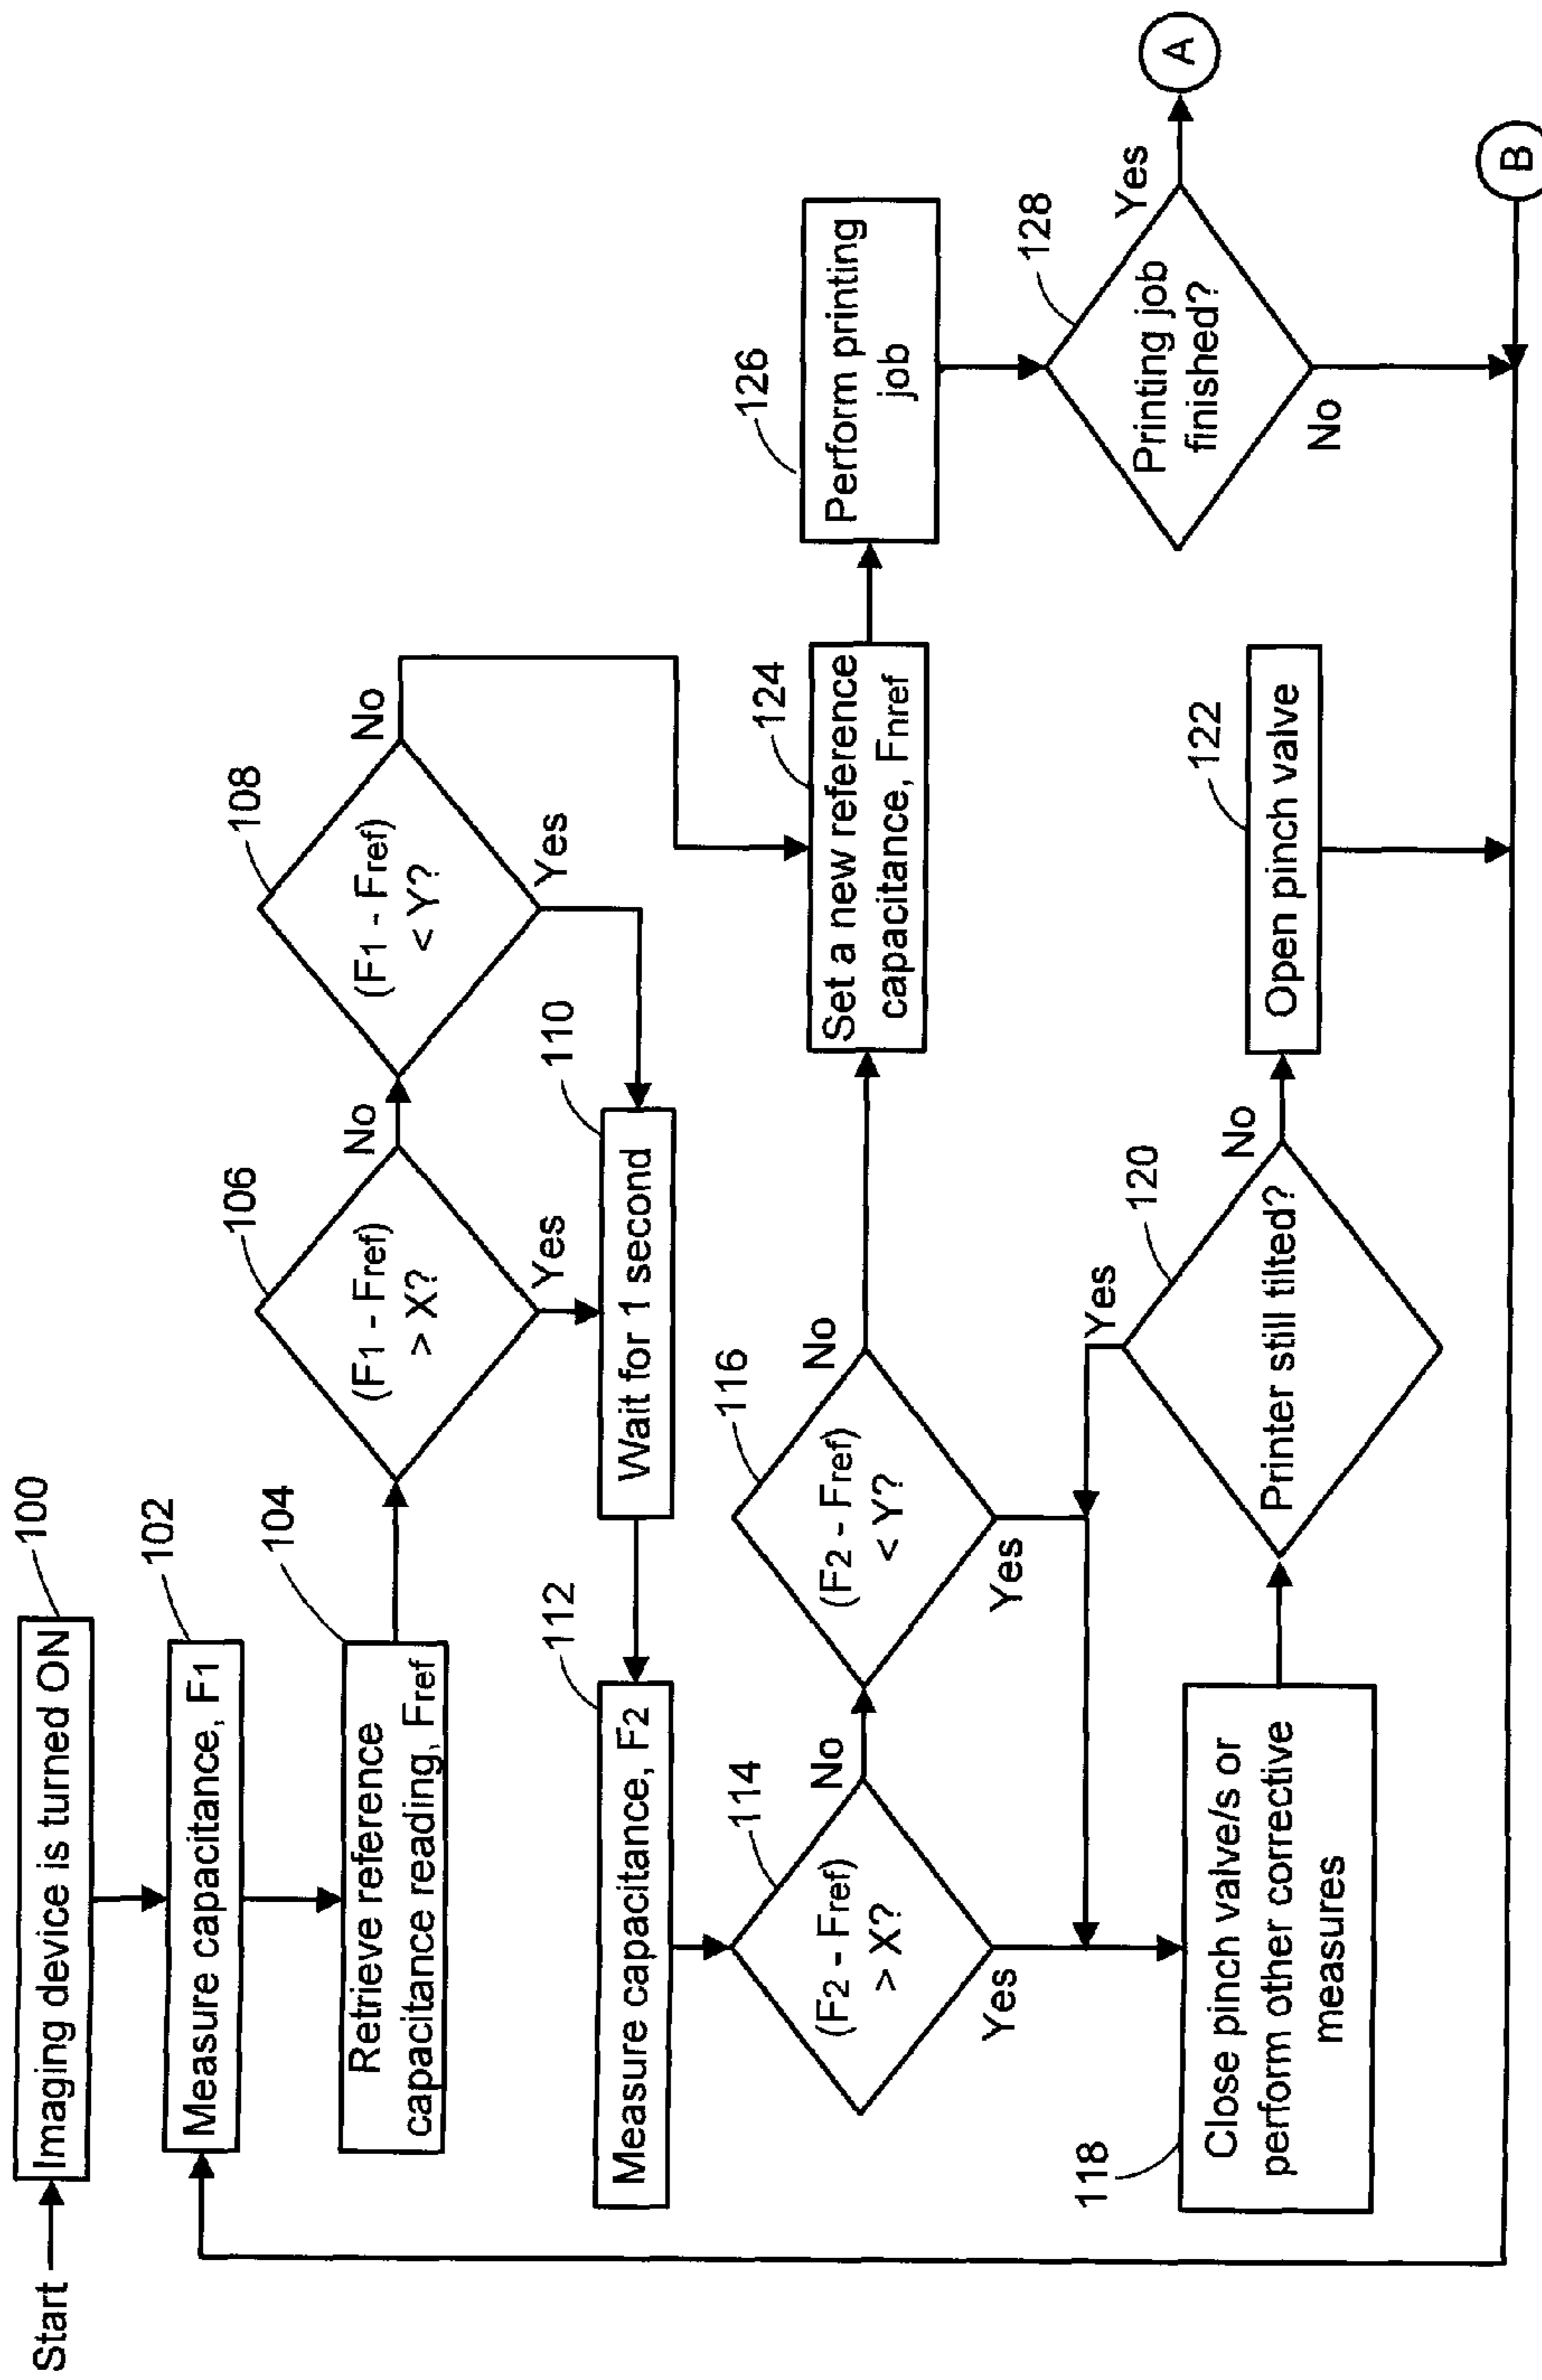 Start
Imaging device is turned ON
100
Measure capacitance, F1
102
Retrieve reference
capacitance reading, Fref
104
(F1 - Fref)
> X?
106
No
Yes
(F1 - Fref)
< Y?
108
No
Yes
Wait for 1 second
110
Measure capacitance, F2
112
(F2 - Fref)
> X?
114
No
Yes
(F2 - Fref)
< Y?
116
No
Yes
Set a new reference
capacitance, Fnref
124
Perform printing
job
126
Printing job
finished?
128
Yes
No
A
Close pinch valve/s or
perform other corrective
measures
118
Printer still tilted?
120
Yes
No
Open pinch valve
122
B